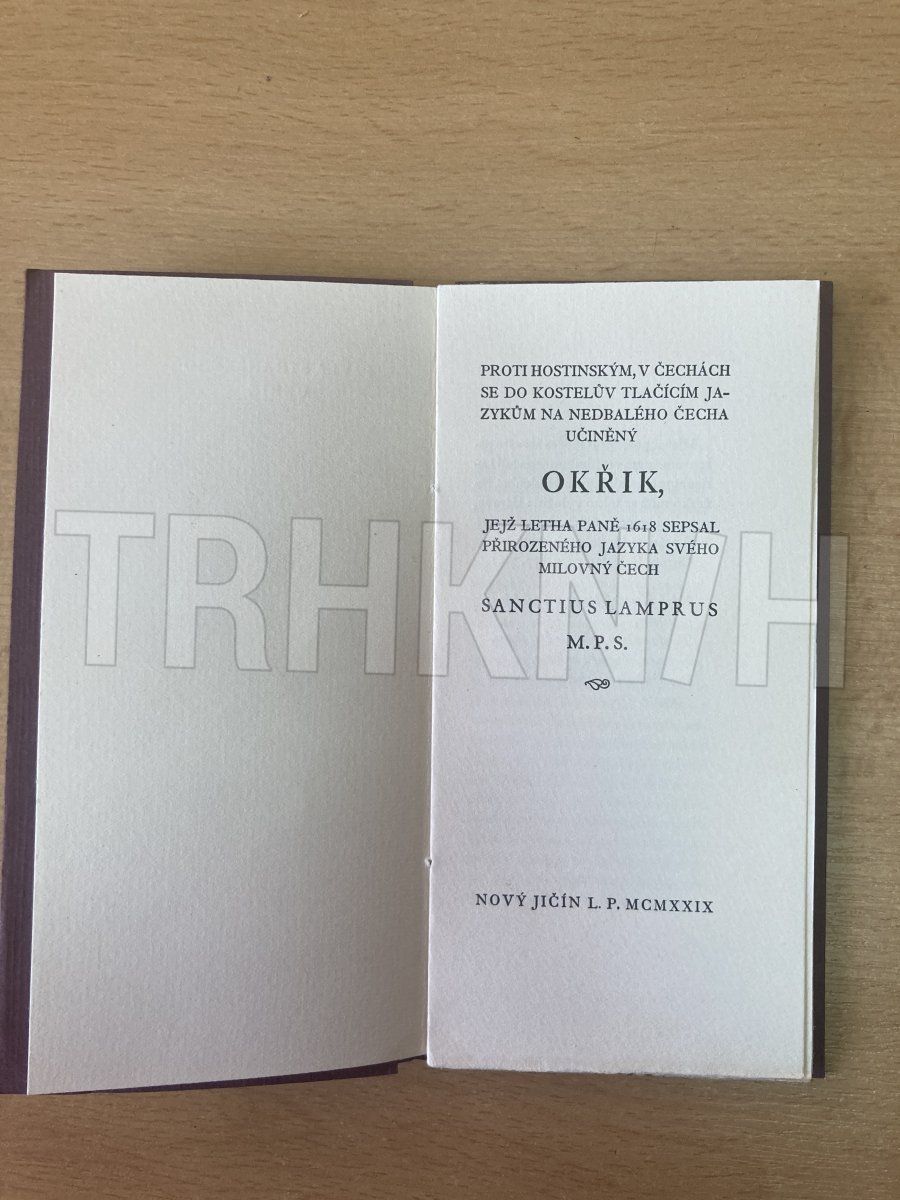 PROTI HOSTINSKÝM, V ČECHÁCH
SE DO KOSTELŮV TLAČÍCÍM JA-
ZYKŮM NA NEDBALÉHO ČECHA
UČINĚNÝ
OKŘIK,
JEJŽ LETHA PANĚ 1618 SEPSAL
PŘIROZENÉHO JAZYKA SVÉHO
MILOVNÝ ČECH
SANCTIUS LAMPRUS
M. P. S.
NOVÝ JIČÍN L. P. MCMXXIX
TRHKNIH